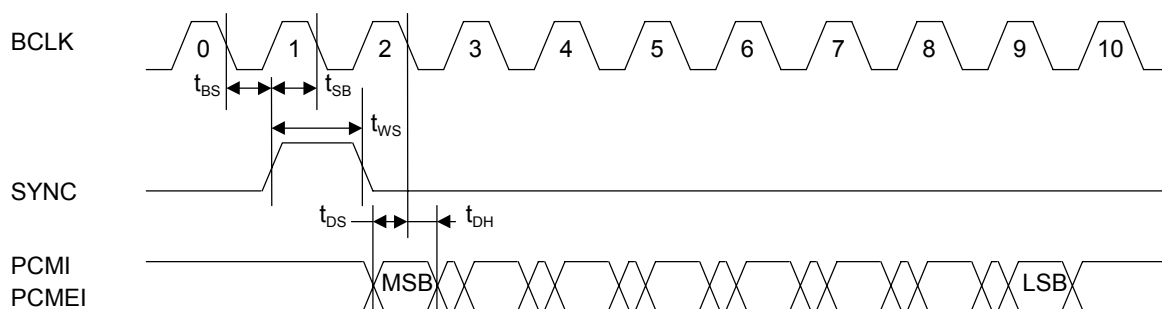 BCLK
0 1 2 3 4 5 6 7 8 9 10
tBS tSB
tWS
SYNC
tDS tDH
PCMI
PCMEI
MSB LSB